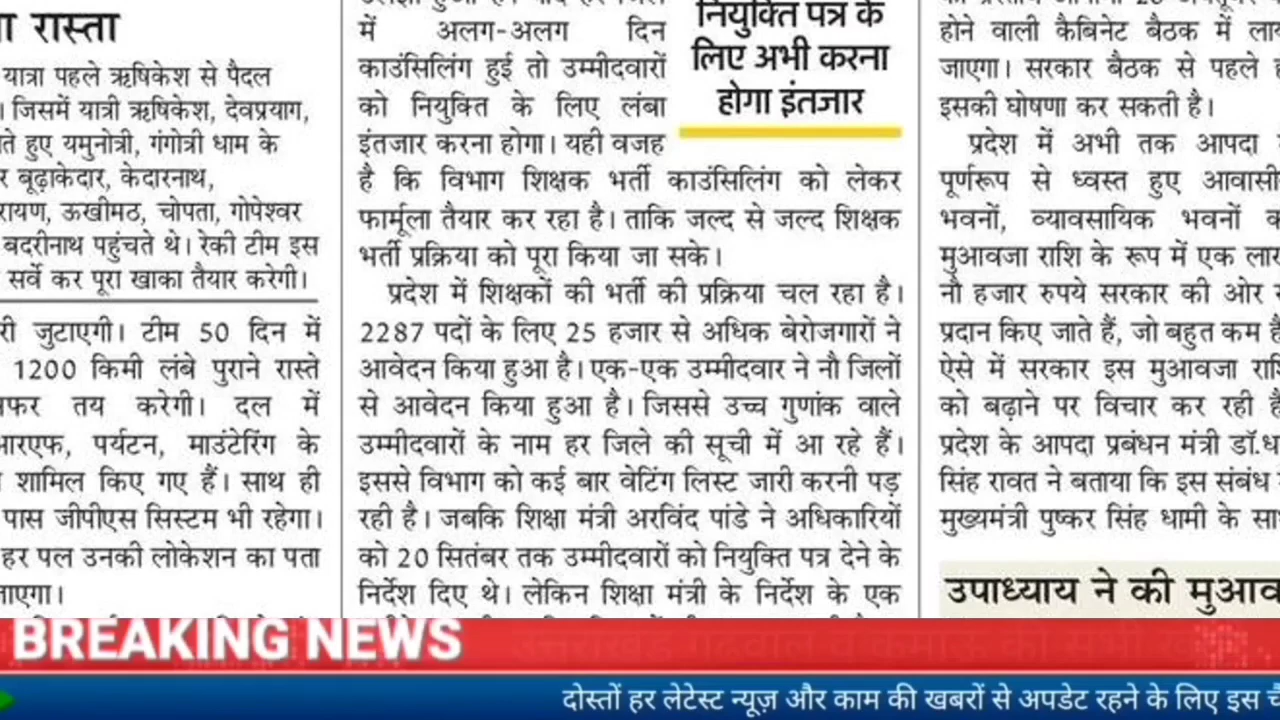 रास्ता
यात्रा पहले ऋषिकेश से पैदल
। जिसमें यात्री ऋषिकेश, देवप्रयाग,
हुए यमुनोत्री, गंगोत्री धाम के
बूढ़ाकेदार, केदारनाथ,
ऊखीमठ, चोपता, गोपेश्वर
बदरीनाथ पहुंचते थे। रेकी टीम इस
सर्वे कर पूरा खाका तैयार करेगी।
जुटाएगी। टीम 50 दिन में
1200 किमी लंबे पुराने रास्ते
तय करेगी। दल में
पर्यटन, माउंटेरिंग के
शामिल किए गए हैं। साथ ही
पास जीपीएस सिस्टम भी रहेगा।
हर पल उनकी लोकेशन का पता
में अलग-अलग दिन
काउंसिलिंग हुई तो उम्मीदवारों
को नियुक्ति के लिए लंबा
इंतजार करना होगा। यही वजह
नियुक्ति पत्र के
लिए अभी करना
होगा इंतजार
है कि विभाग शिक्षक भर्ती काउंसिलिंग को लेकर
फार्मूला तैयार कर रहा है। ताकि जल्द से जल्द शिक्षक
भर्ती प्रक्रिया को पूरा किया जा सके।
प्रदेश में शिक्षकों की भर्ती की प्रक्रिया चल रहा है।
2287 पदों के लिए 25 हजार से अधिक बेरोजगारों ने
आवेदन किया हुआ है। एक-एक उम्मीदवार ने नौ जिलों
से आवेदन किया हुआ है। जिससे उच्च गुणांक वाले
उम्मीदवारों के नाम हर जिले की सूची में आ रहे हैं।
इससे विभाग को कई बार वेटिंग लिस्ट जारी करनी पड़
रही है। जबकि शिक्षा मंत्री अरविंद पांडे ने अधिकारियों
को 20 सितंबर तक उम्मीदवारों को नियुक्ति पत्र देने के
निर्देश दिए थे। लेकिन शिक्षा मंत्री के निर्देश के एक
होने वाली कैबिनेट बैठक में
जाएगा। सरकार बैठक से पहले
इसकी घोषणा कर सकती है।
प्रदेश में अभी तक आपदा
पूर्णरूप से ध्वस्त हुए
भवनों, व्यावसायिक भवनों
मुआवजा राशि के रूप में एक
नौ हजार रुपये सरकार की ओर
प्रदान किए जाते हैं, जो बहुत कम
ऐसे में सरकार इस मुआवजा
को बढ़ाने पर विचार कर रही
प्रदेश के आपदा प्रबंधन मंत्री डॉ.
सिंह रावत ने बताया कि इस संबंध
मुख्यमंत्री पुष्कर सिंह धामी के
उपाध्याय ने की
BREAKING NEWS
दोस्तों हर लेटेस्ट न्यूज़ और काम की खबरों से अपडेट रहने के लिए इस